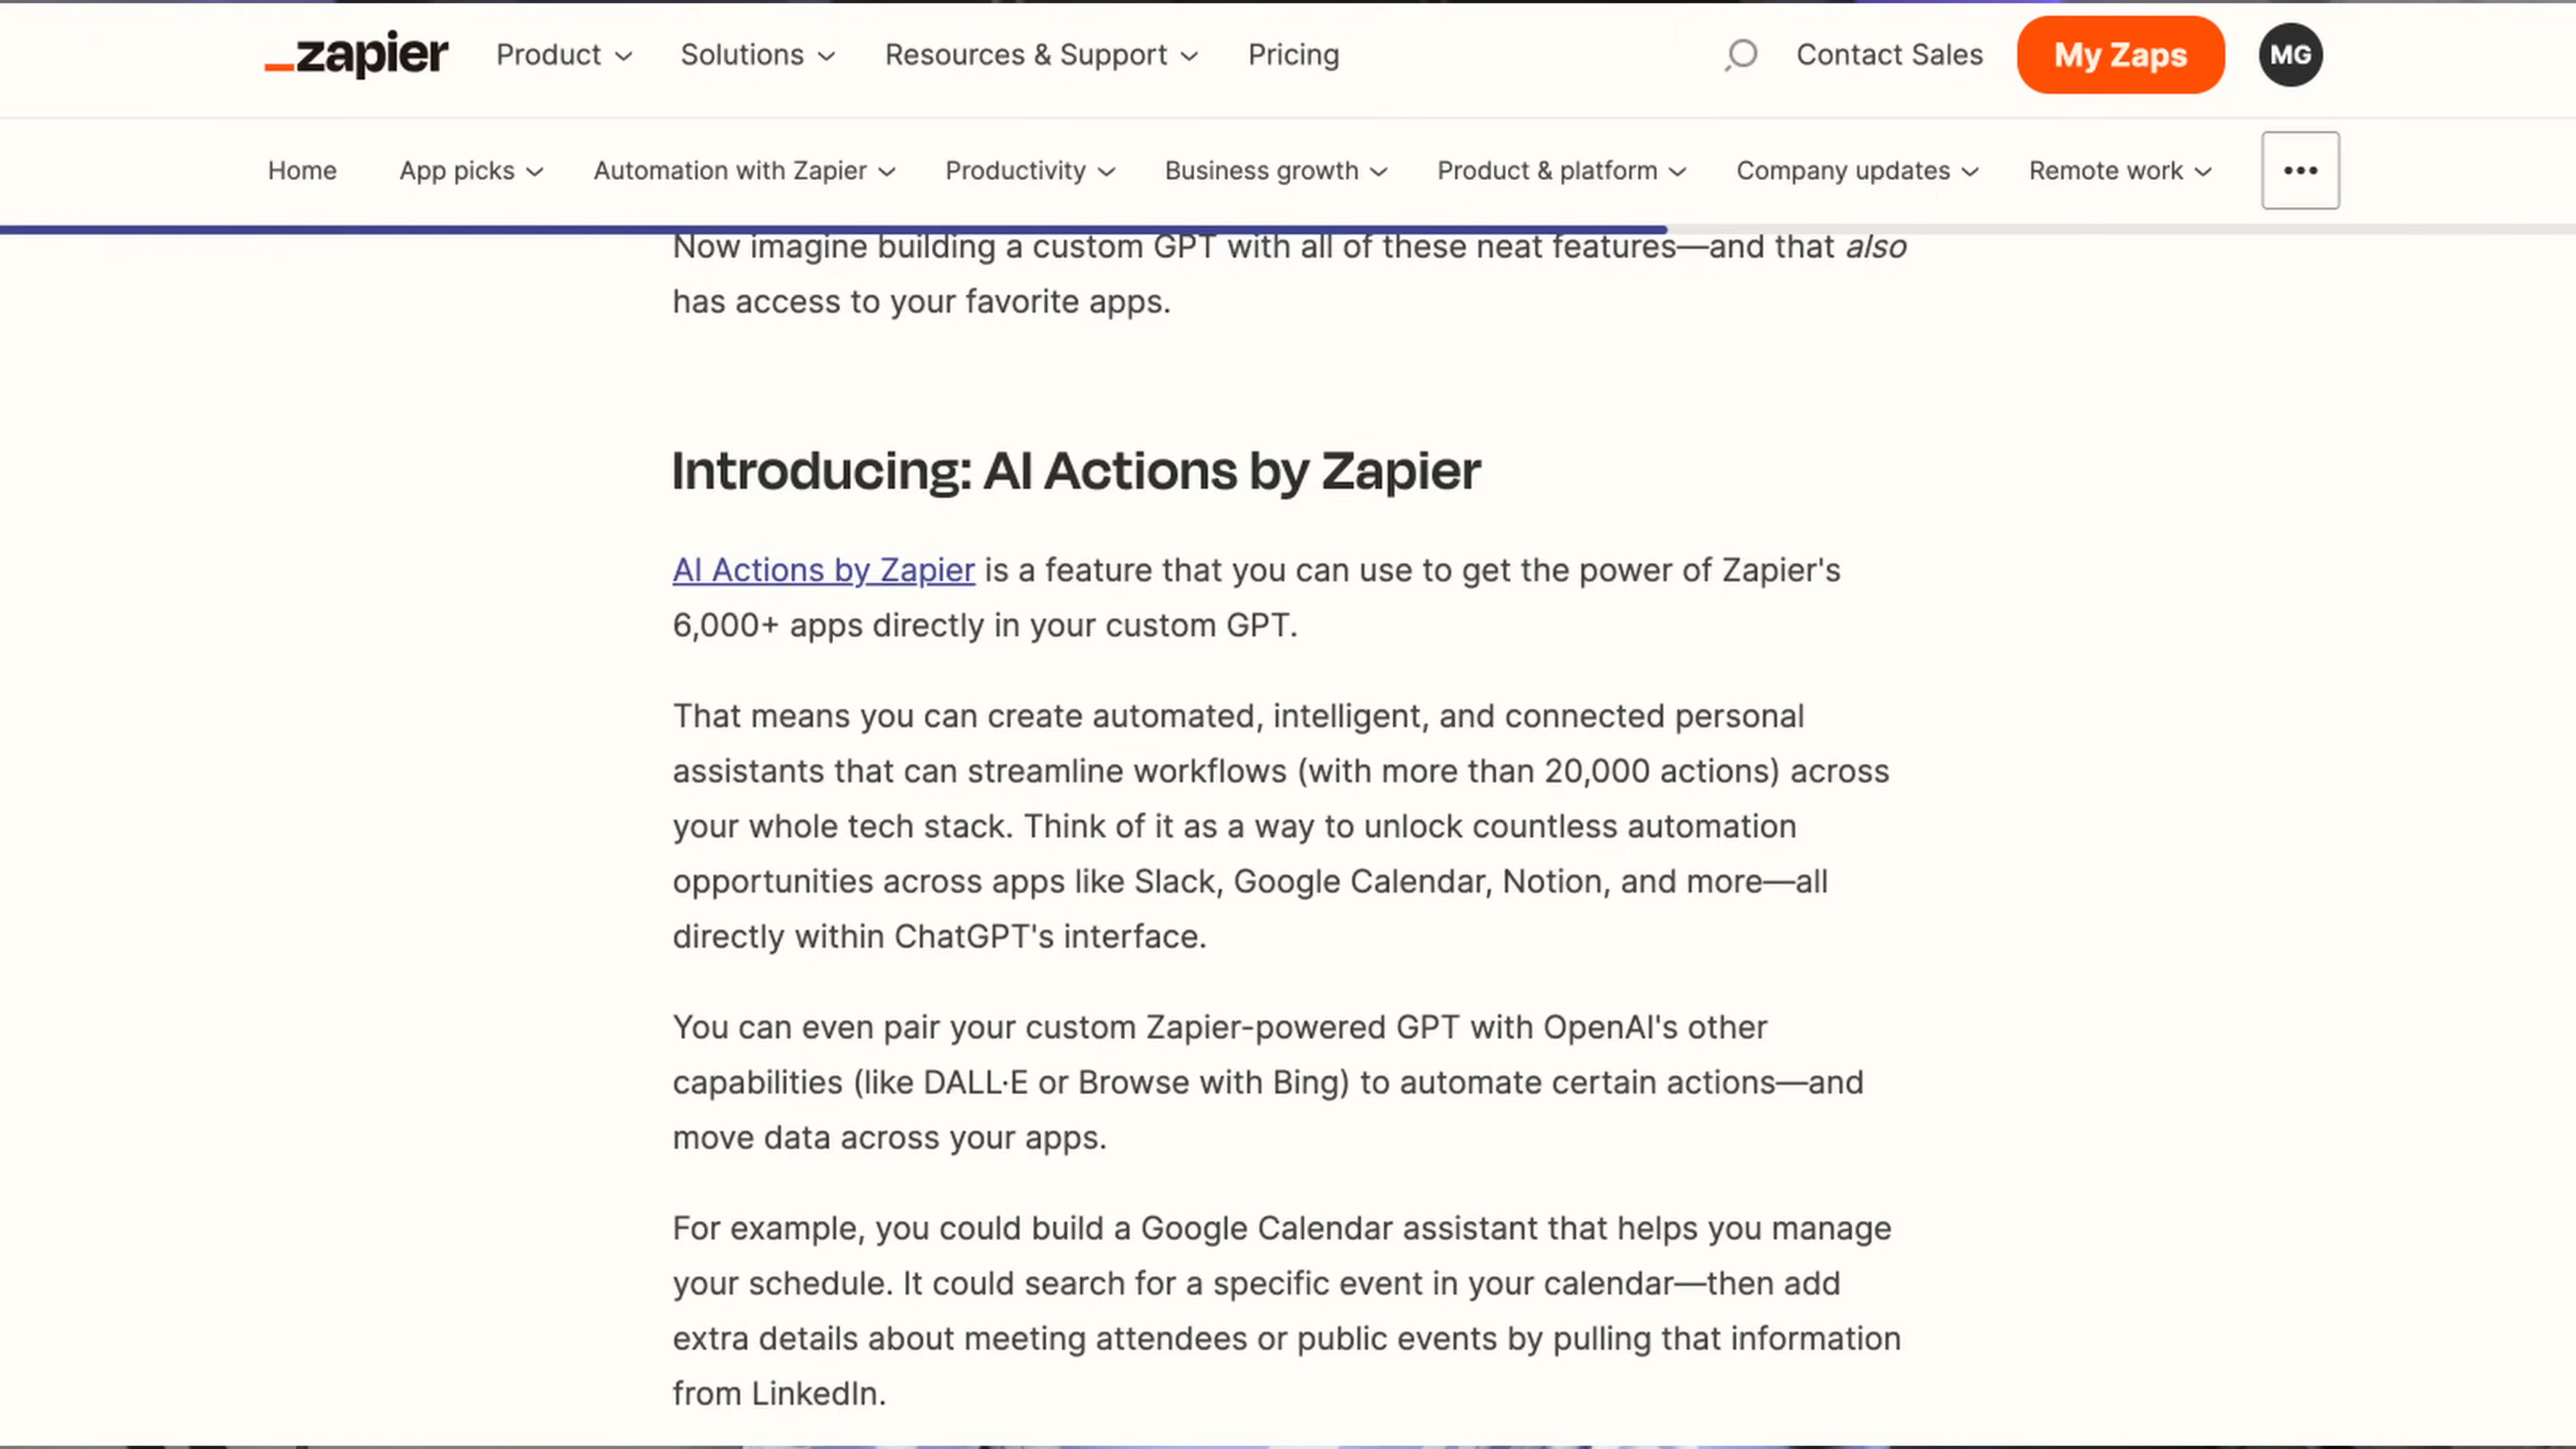 zapier Product Solutions Resources & Support Pricing Contact Sales My Zaps MG
Home App picks Automation with Zapier Productivity Business growth Product & platform Company updates Remote work •••
Now imagine building a custom GPT with all of these neat features—and that also
has access to your favorite apps.
Introducing: AI Actions by Zapier
AI Actions by Zapier is a feature that you can use to get the power of Zapier's
6,000+ apps directly in your custom GPT.
That means you can create automated, intelligent, and connected personal
assistants that can streamline workflows (with more than 20,000 actions) across
your whole tech stack. Think of it as a way to unlock countless automation
opportunities across apps like Slack, Google Calendar, Notion, and more—all
directly within ChatGPT's interface.
You can even pair your custom Zapier-powered GPT with OpenAI's other
capabilities (like DALL·E or Browse with Bing) to automate certain actions—and
move data across your apps.
For example, you could build a Google Calendar assistant that helps you manage
your schedule. It could search for a specific event in your calendar—then add
extra details about meeting attendees or public events by pulling that information
from LinkedIn.